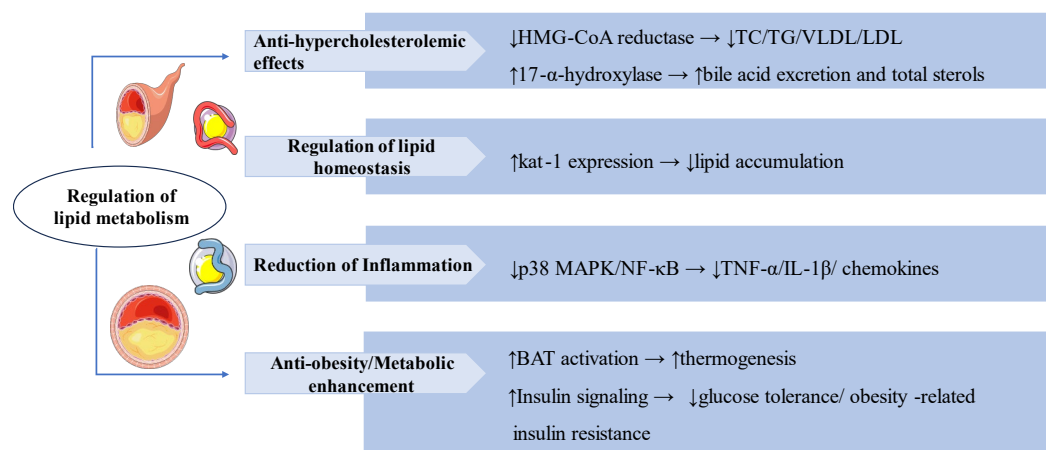 Anti-hypercholesterolemic
effects
↓HMG-CoA reductase → ↓TC/TG/VLDL/LDL
↑17-α-hydroxylase → ↑bile acid excretion and total sterols
Regulation of lipid
homeostasis
↑kat-1 expression → ↓lipid accumulation
Regulation of
lipid metabolism
Reduction of Inflammation
↓p38 MAPK/NF-κB → ↓TNF-α/IL-1β/ chemokines
Anti-obesity/Metabolic
enhancement
↑BAT activation → ↑thermogenesis
↑Insulin signaling → ↓glucose tolerance/ obesity -related
insulin resistance